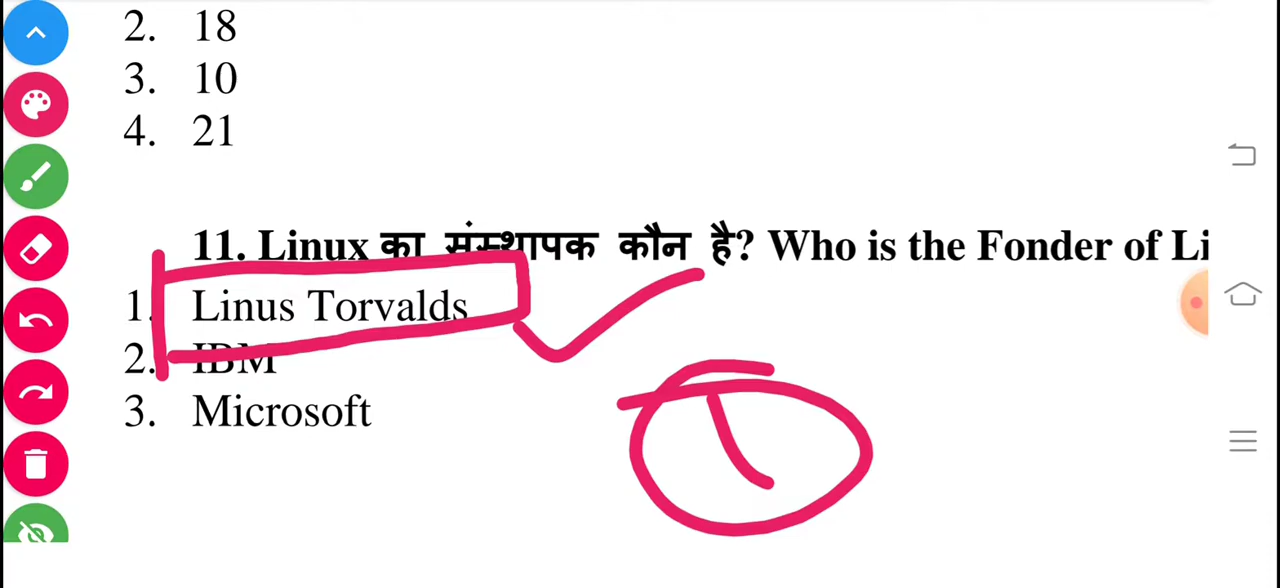 2. 18
3. 10
4. 21
11. Linux का संस्थापक कौन है? Who is the Fonder of Li
1. Linus Torvalds
2. IBM
3. Microsoft